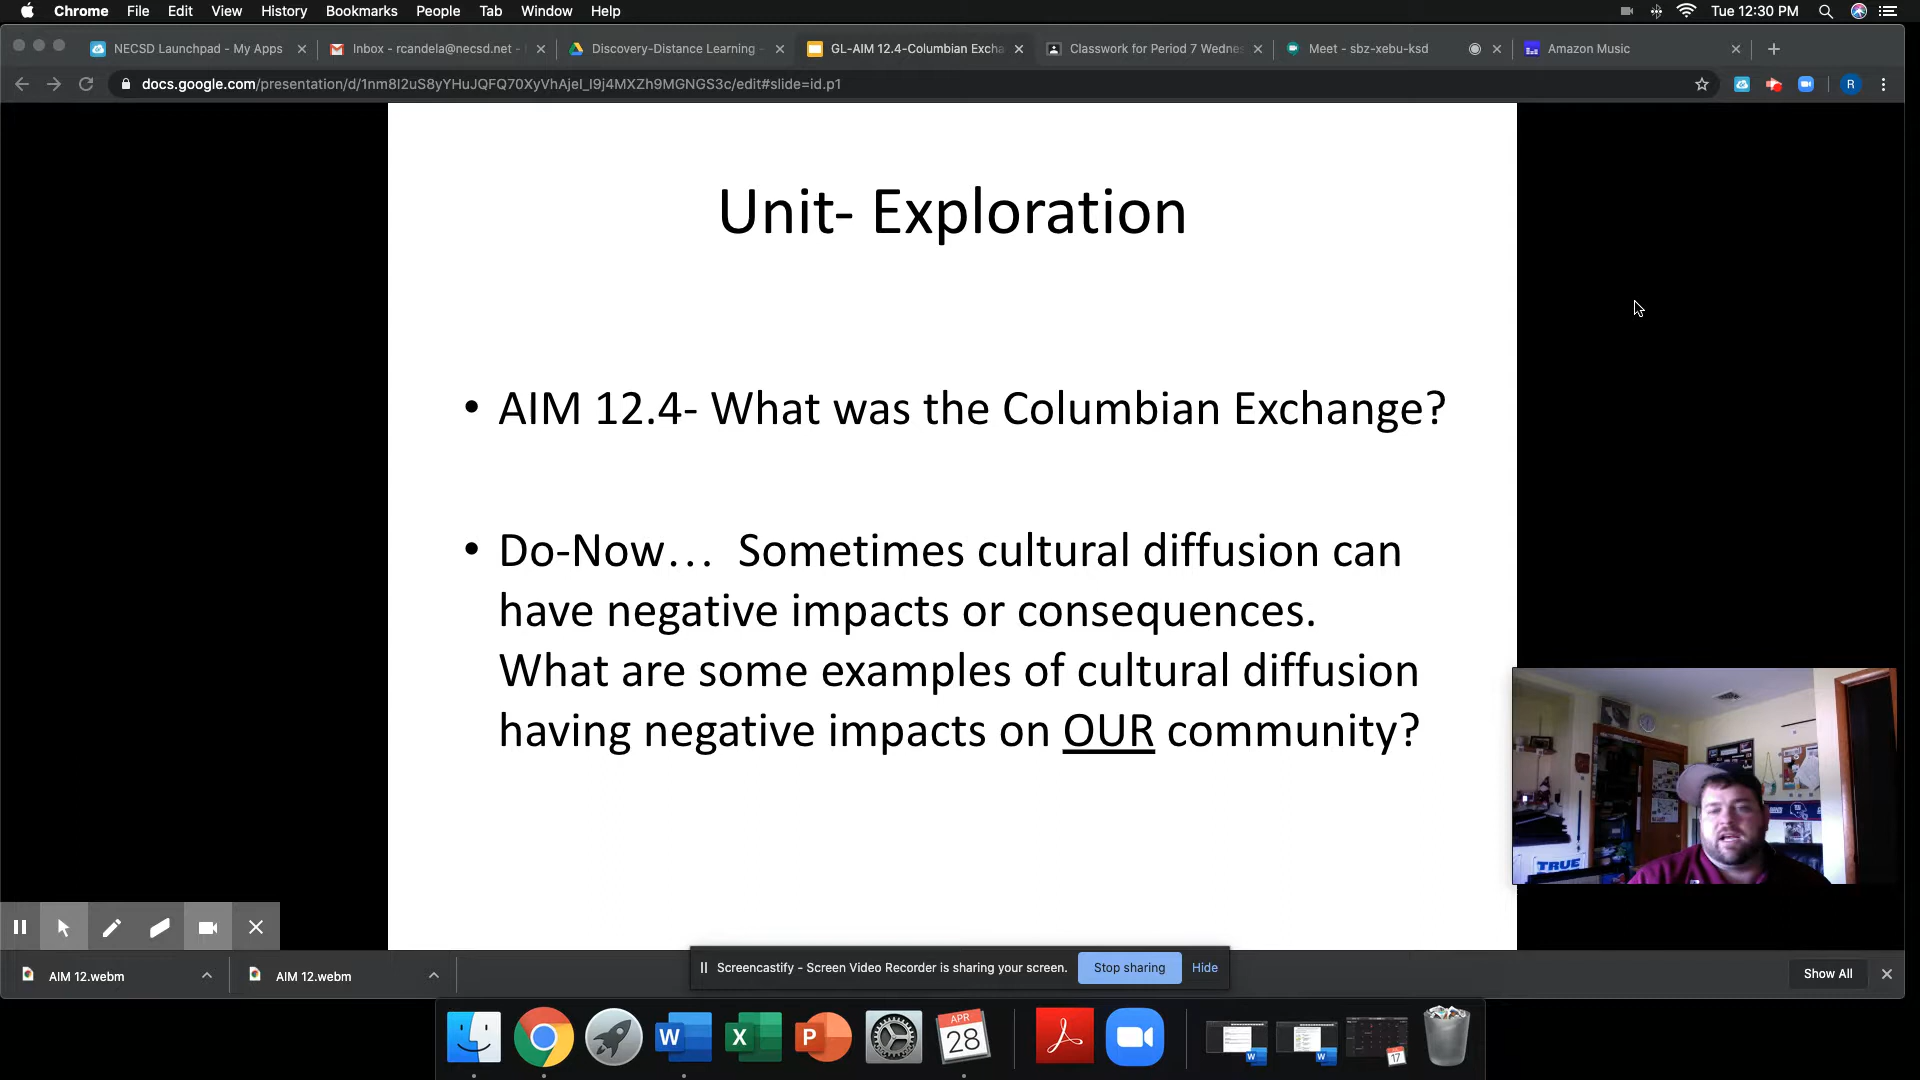 Chrome File Edit View History Bookmarks People Tab Window Help Tue 12:30 PM
NECSD Launchpad - My Apps Inbox - rcandela@necsd.net - Discovery-Distance Learning - GL-AIM 12.4-Columbian Excha Classwork for Period 7 Wednes Meet - sbz-xebu-ksd Amazon Music
docs.google.com/presentation/d/1nm8I2uS8yYHuJQFQ70XyVhAjeI_I9j4MXZh9MGNGS3c/edit#slide=id.p1 R
Unit- Exploration
• AIM 12.4- What was the Columbian Exchange?
• Do-Now… Sometimes cultural diffusion can
have negative impacts or consequences.
What are some examples of cultural diffusion
having negative impacts on OUR community?
TRUE
AIM 12.webm AIM 12.webm
Screencastify - Screen Video Recorder is sharing your screen. Stop sharing Hide
Show All
W X P APR 28 W W 17